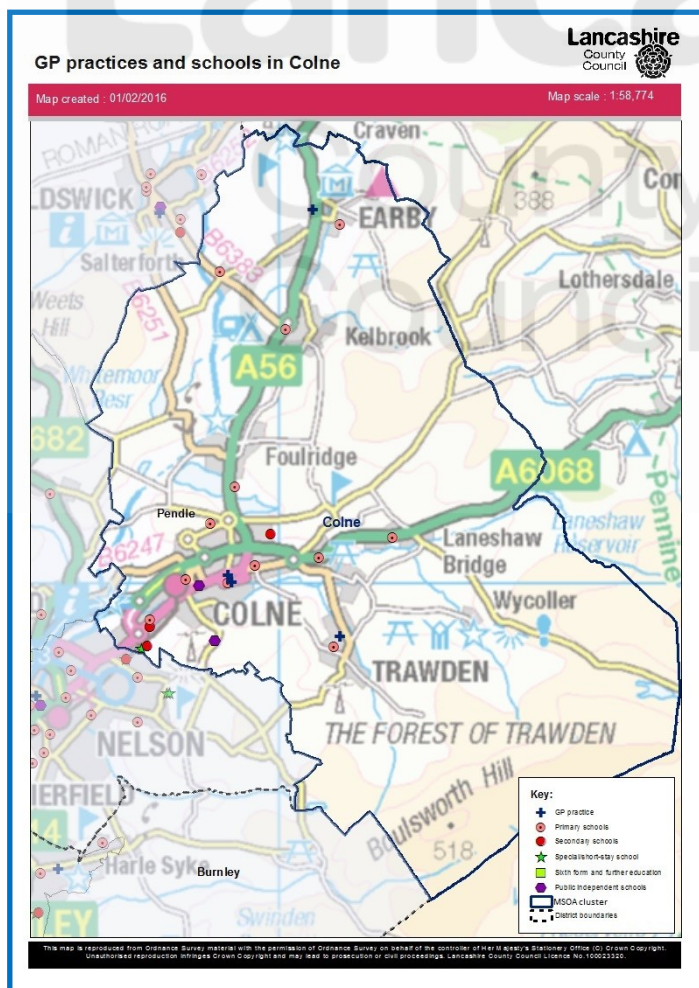 Lancashire
County
Council
GP practices and schools in Colne
Map created : 01/02/2016
Map scale : 1:58,774
Craven
ROMAN
B6252
LDSWICK
EARBY
388
Salterforth
B6383
Lothersdale
Weets
Hill
B6251
Kelbrook
Whitemoor
Resr
A56
682
Foulridge
A6068
Pennine
Pendle
Colne
Laneshaw
Reservoir
B6247
Laneshaw
Bridge
Wycoller
COLNE
TRAWDEN
THE FOREST OF TRAWDEN
NELSON
Boulsworth Hill
518
IERFIELD
Harle Syke
Burnley
Swinden
LEY
Key:
GP practice
Primary schools
Secondary schools
Special/short-stay school
Sixth form and further education
Public independent schools
MSOA cluster
District boundaries
This map is reproduced from Ordnance Survey material with the permission of Ordnance Survey on behalf of the controller of Her Majesty's Stationery Office (C) Crown Copyright.
Unauthorised reproduction infringes Crown Copyright and may lead to prosecution or civil proceedings. Lancashire County Council Licence No.100023320.